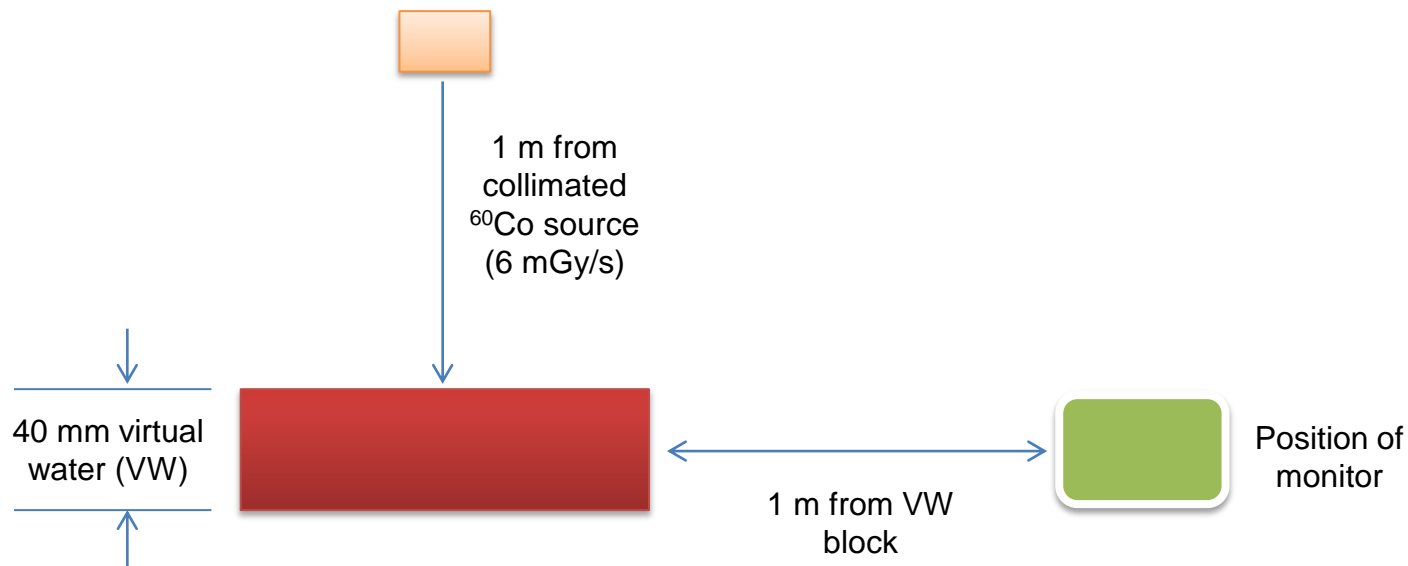 1 m from
collimated
⁶⁰Co source
(6 mGy/s)
40 mm virtual
water (VW)
1 m from VW
block
Position of
monitor